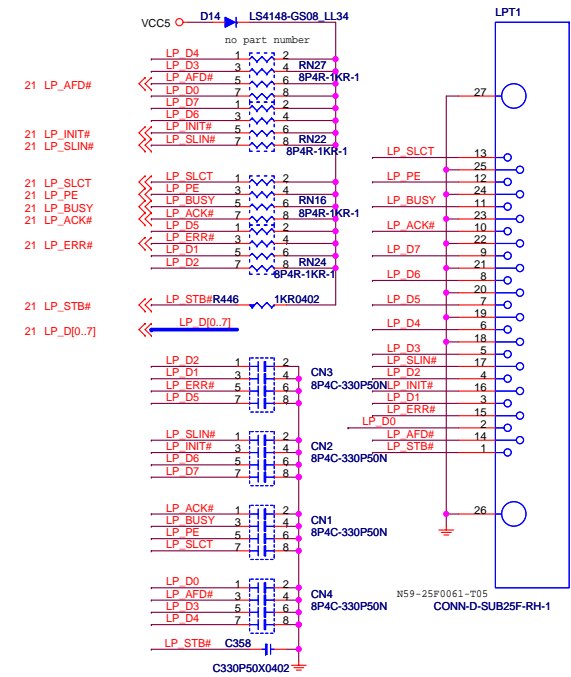 VCC5 D14 LS4148-GS08_LL34
no part number
LP_D4 1 2
LP_D3 3 4 RN27
21 LP_AFD# LP_AFD# 5 6 8P4R-1KR-1
LP_D0 7 8
LP_D7 1 2
LP_D6 3 4
21 LP_INIT# LP_INIT# 5 6
21 LP_SLIN# LP_SLIN# 7 8 RN22
8P4R-1KR-1
21 LP_SLCT LP_SLCT 1 2
21 LP_PE LP_PE 3 4
21 LP_BUSY LP_BUSY 5 6 RN16
21 LP_ACK# LP_ACK# 7 8 8P4R-1KR-1
LP_D5 1 2
21 LP_ERR# LP_ERR# 3 4
LP_D1 5 6
LP_D2 7 8 RN24
8P4R-1KR-1
21 LP_STB# LP_STB# R446 1KR0402
21 LP_D[0..7] LP_D[0..7]
LP_D2 1 2
LP_D1 3 4 CN3
LP_ERR# 5 6 8P4C-330P50N
LP_D5 7 8
LP_SLIN# 1 2
LP_INIT# 3 4 CN2
LP_D6 5 6 8P4C-330P50N
LP_D7 7 8
LP_ACK# 1 2
LP_BUSY 3 4 CN1
LP_PE 5 6 8P4C-330P50N
LP_SLCT 7 8
LP_D0 1 2
LP_AFD# 3 4 CN4
LP_D3 5 6 8P4C-330P50N
LP_D4 7 8
LP_STB# C358
C330P50X0402
LPT1
27
LP_SLCT 13
25
LP_PE 12
24
LP_BUSY 11
23
LP_ACK# 10
22
LP_D7 9
21
LP_D6 8
20
LP_D5 7
19
LP_D4 6
18
LP_D3 5
LP_SLIN# 17
LP_D2 4
LP_INIT# 16
LP_D1 3
LP_ERR# 15
LP_D0 2
LP_AFD# 14
LP_STB# 1
26
N59-25F0061-T05
CONN-D-SUB25F-RH-1